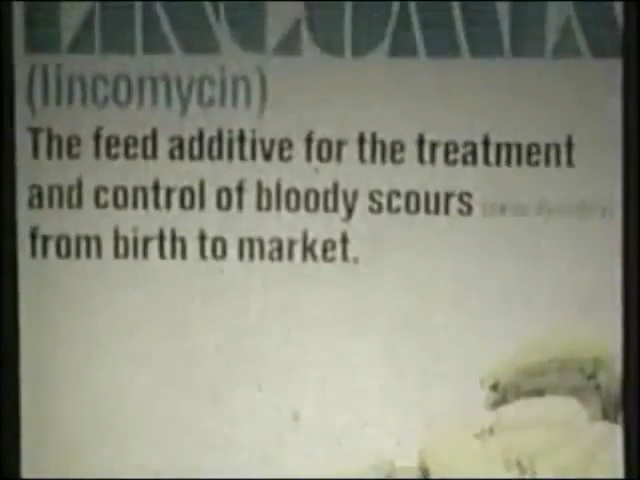 (lincomycin)
The feed additive for the treatment
and control of bloody scours
from birth to market.